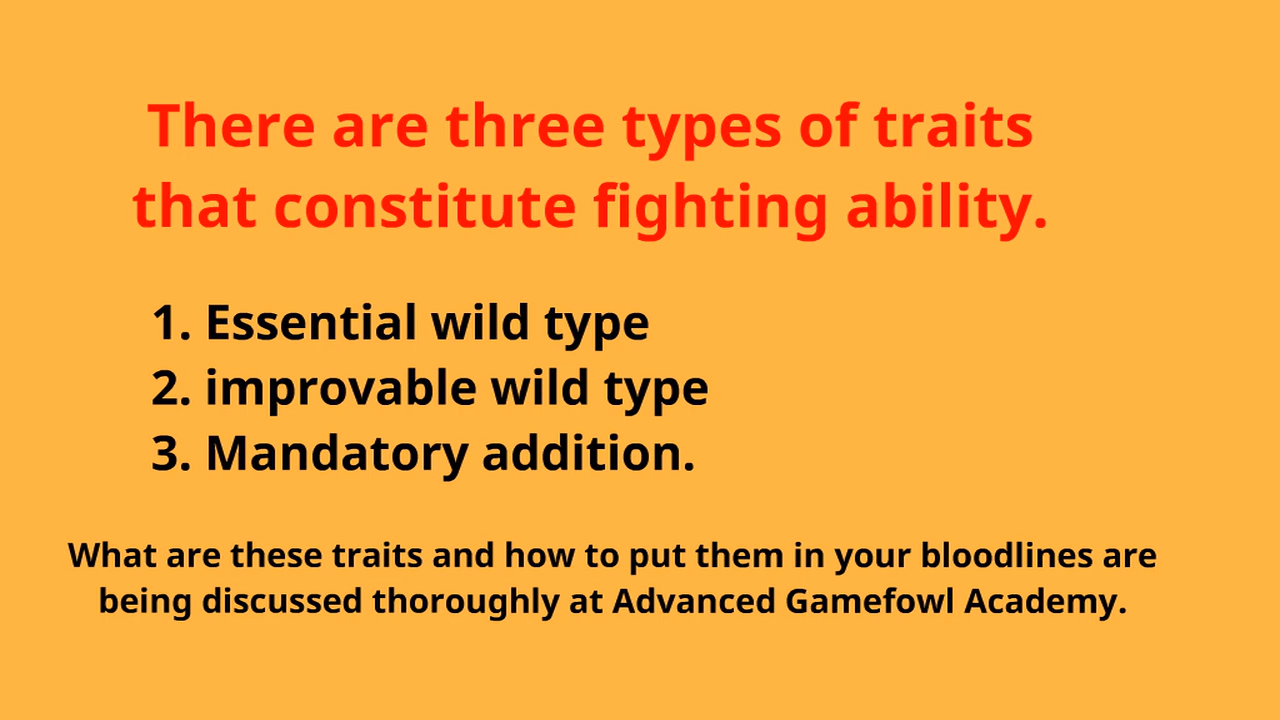 There are three types of traits
that constitute fighting ability.
1. Essential wild type
2. improvable wild type
3. Mandatory addition.
What are these traits and how to put them in your bloodlines are
being discussed thoroughly at Advanced Gamefowl Academy.